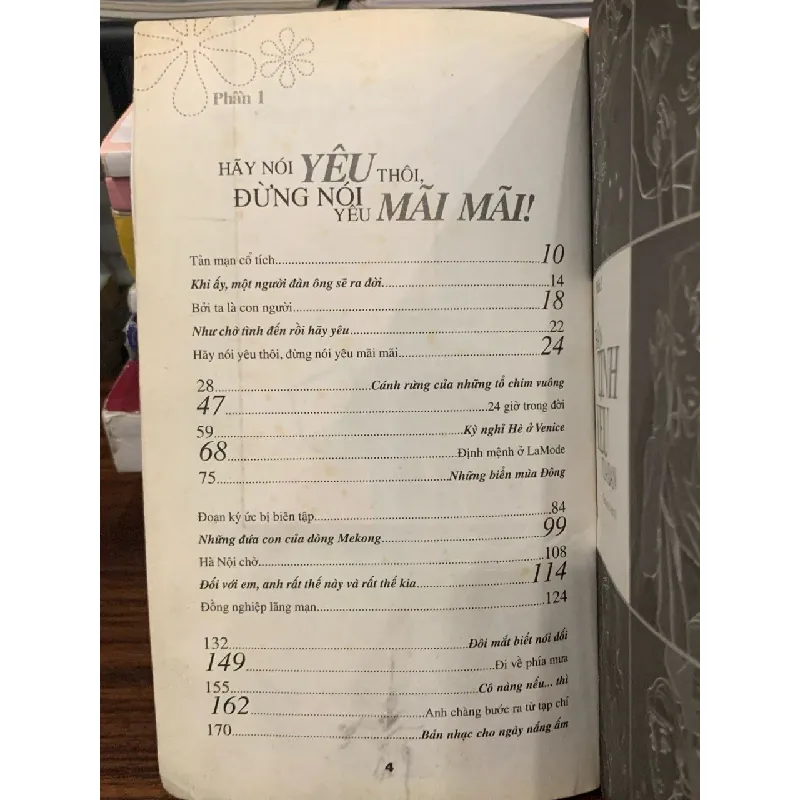 Phần 1
HÃY NÓI YÊU THÔI,
ĐỪNG NÓI YÊU MÃI MÃI!
Tản mạn cổ tích 10
Khi ấy, một người đàn ông sẽ ra đời 14
Bởi ta là con người 18
Như chờ tình đến rồi hãy yêu 22
Hãy nói yêu thôi, đừng nói yêu mãi mãi 24
28 Cánh rừng của những tổ chim vuông
47 24 giờ trong đời
59 Kỳ nghỉ Hè ở Venice
68 Định mệnh ở LaMode
75 Những biển mùa Đông
Đoạn ký ức bị biên tập 84
Những đứa con của dòng Mekong 99
Hà Nội chờ 108
Đối với em, anh rất thế này và rất thế kia 114
Đồng nghiệp lãng mạn 124
132 Đôi mắt biết nói dối
149 Đi về phía mưa
155 Cô nàng nếu... thì
162 Anh chàng bước ra từ tạp chí
170 Bản nhạc cho ngày nắng ấm
4